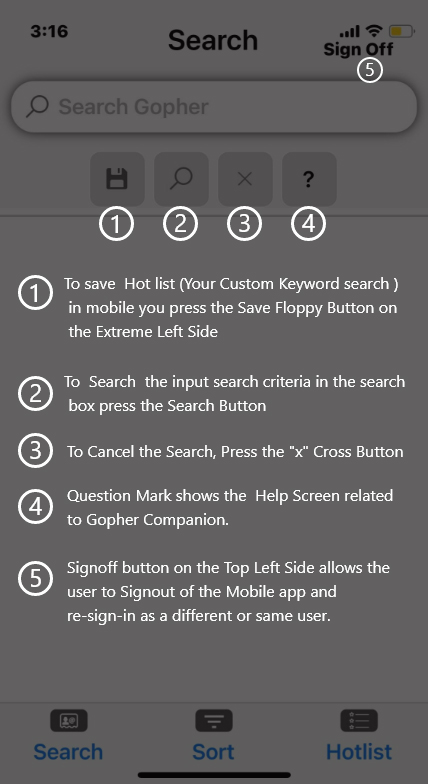 3:16
Search
Sign Off
5
Search Gopher
?
1 2 3 4
1 To save Hot list (Your Custom Keyword search )
in mobile you press the Save Floppy Button on
the Extreme Left Side
2 To Search the input search criteria in the search
box press the Search Button
3 To Cancel the Search, Press the "x" Cross Button
4 Question Mark shows the Help Screen related
to Gopher Companion.
5 Signoff button on the Top Left Side allows the
user to Signout of the Mobile app and
re-sign-in as a different or same user.
Search Sort Hotlist